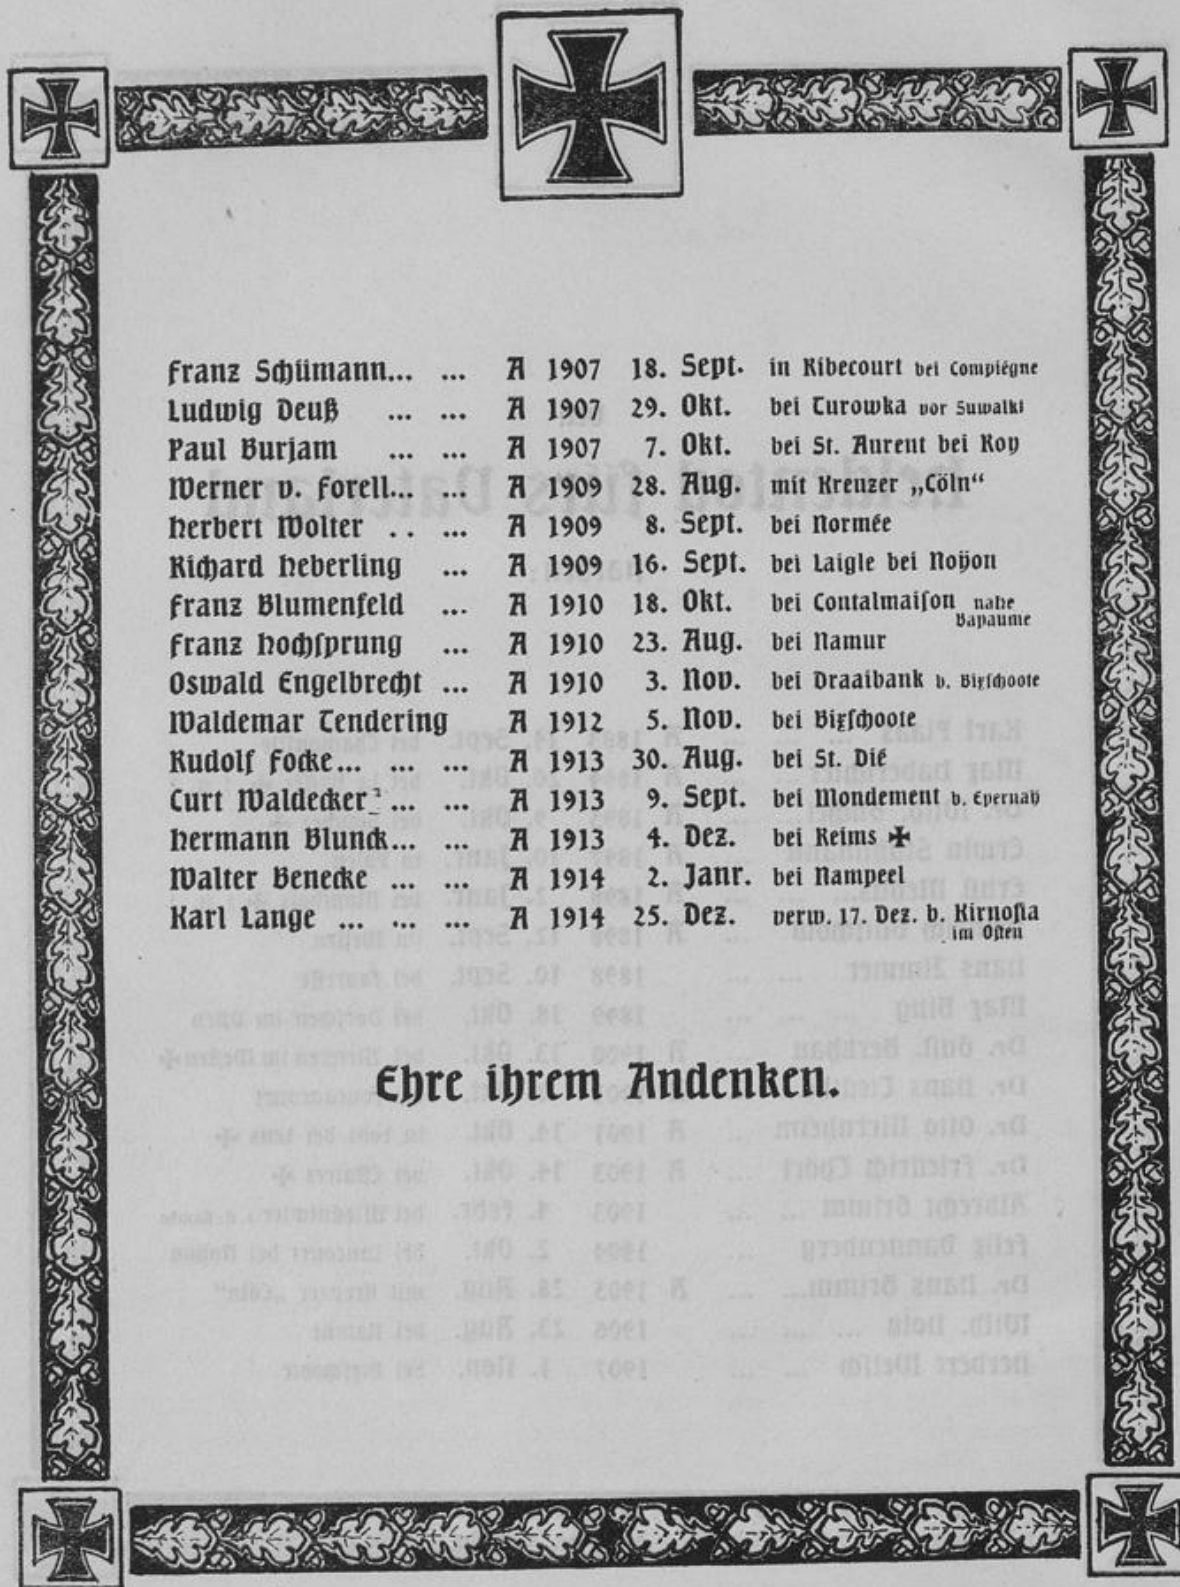 Franz Schümann... ... A 1907 18. Sept. in Ribecourt bei Compiégne
Ludwig Deuß ... ... A 1907 29. Okt. bei Turowka vor Suwalki
Paul Burjam ... ... A 1907 7. Okt. bei St. Aurent bei Roy
Werner v. Forell... ... A 1909 28. Aug. mit Kreuzer „Cöln“
Herbert Wolter .. ... A 1909 8. Sept. bei Normée
Richard Heberling ... A 1909 16. Sept. bei Laigle bei Noÿon
Franz Blumenfeld ... A 1910 18. Okt. bei Contalmaiſon nahe Bapaume
Franz Hochſprung ... A 1910 23. Aug. bei Namur
Oswald Engelbrecht ... A 1910 3. Nov. bei Draaibank b. Bixſchoote
Waldemar Tendering A 1912 5. Nov. bei Bixſchoote
Rudolf Focke... ... ... A 1913 30. Aug. bei St. Dié
Curt Waldecker ... ... A 1913 9. Sept. bei Mondement b. Epernaÿ
Hermann Blunck... ... A 1913 4. Dez. bei Reims ✠
Walter Benecke ... ... A 1914 2. Janr. bei Nampeel
Karl Lange ... ... ... A 1914 25. Dez. verw. 17. Dez. b. Kirnoſia im Oſten
Ehre ihrem Andenken.